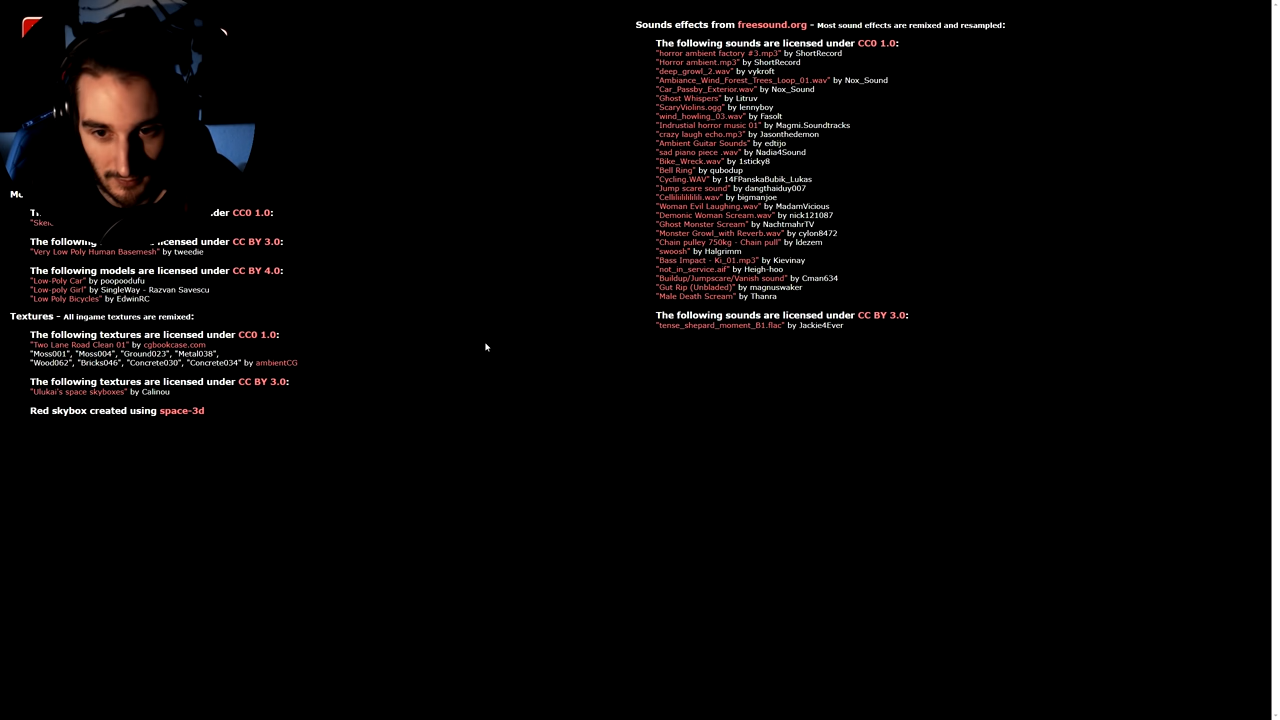 CC0 1.0:
The following licensed under CC BY 3.0:
"Very Low Poly Human Basemesh" by tweedie
The following models are licensed under CC BY 4.0:
"Low-Poly Car" by poopoodufu
"Low-poly Girl" by SingleWay - Razvan Savescu
"Low Poly Bicycles" by EdwinRC
Textures - All ingame textures are remixed:
The following textures are licensed under CC0 1.0:
"Two Lane Road Clean 01" by cgbookcase.com
"Moss001", "Moss004", "Ground023", "Metal038",
"Wood062", "Bricks046", "Concrete030", "Concrete034" by ambientCG
The following textures are licensed under CC BY 3.0:
"Ulukai's space skyboxes" by Calinou
Red skybox created using space-3d
Sounds effects from freesound.org - Most sound effects are remixed and resampled:
The following sounds are licensed under CC0 1.0:
"horror ambient factory #3.mp3" by ShortRecord
"Horror ambient.mp3" by ShortRecord
"deep_growl_2.wav" by vykroft
"Ambiance_Wind_Forest_Trees_Loop_01.wav" by Nox_Sound
"Car_Passby_Exterior.wav" by Nox_Sound
"Ghost Whispers" by Litruv
"ScaryViolins.ogg" by lennyboy
"wind_howling_03.wav" by Fasolt
"Indrustial horror music 01" by Magmi.Soundtracks
"crazy laugh echo.mp3" by Jasonthedemon
"Ambient Guitar Sounds" by edtijo
"sad piano piece .wav" by Nadia4Sound
"Bike_Wreck.wav" by 1sticky8
"Bell Ring" by qubodup
"Cycling.WAV" by 14FPanskaBubik_Lukas
"Jump scare sound" by dangthaiduy007
"Celliiiiiiiiii.wav" by bigmanjoe
"Woman Evil Laughing.wav" by MadamVicious
"Demonic Woman Scream.wav" by nick121087
"Ghost Monster Scream" by NachtmahrTV
"Monster Growl_with Reverb.wav" by cylon8472
"Chain pulley 750kg - Chain pull" by ldezem
"swoosh" by Halgrimm
"Bass Impact - Ki_01.mp3" by Kievinay
"not_in_service.aif" by Heigh-hoo
"Buildup/Jumpscare/Vanish sound" by Cman634
"Gut Rip (Unbladed)" by magnuswaker
"Male Death Scream" by Thanra
The following sounds are licensed under CC BY 3.0:
"tense_shepard_moment_B1.flac" by Jackie4Ever